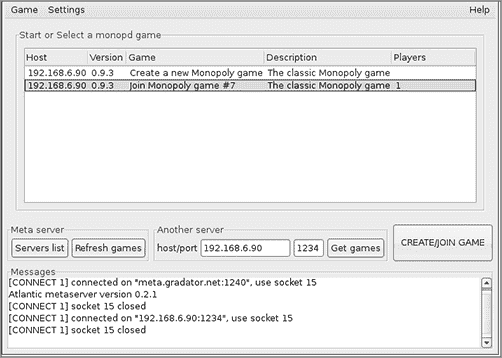 Game Settings Help
Start or Select a monopd game
Host Version Game Description Players
192.168.6.90 0.9.3 Create a new Monopoly game The classic Monopoly game
192.168.6.90 0.9.3 Join Monopoly game #7 The classic Monopoly game 1
Meta server Another server
Servers list Refresh games host/port 192.168.6.90 1234 Get games CREATE/JOIN GAME
Messages
[CONNECT 1] connected on "meta.gradator.net:1240", use socket 15
Atlantic metaserver version 0.2.1
[CONNECT 1] socket 15 closed
[CONNECT 1] connected on "192.168.6.90:1234", use socket 15
[CONNECT 1] socket 15 closed